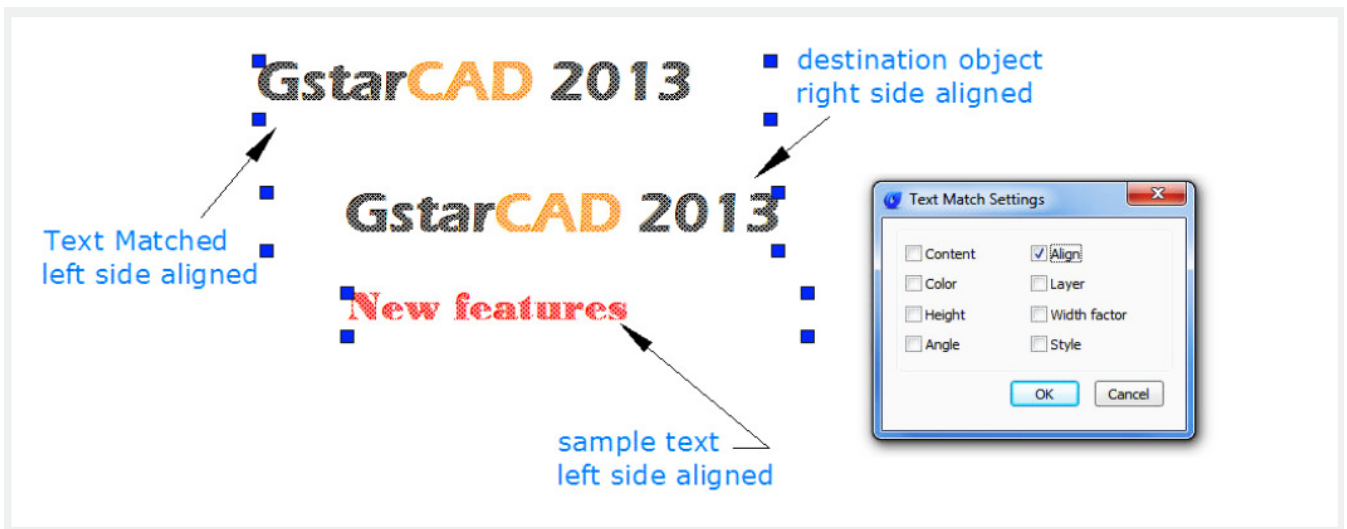 GstarCAD 2013
destination object
right side aligned
GstarCAD 2013
Text Matched
left side aligned
New features
sample text
left side aligned
Text Match Settings
Content
Align
Color
Layer
Height
Width factor
Angle
Style
OK
Cancel